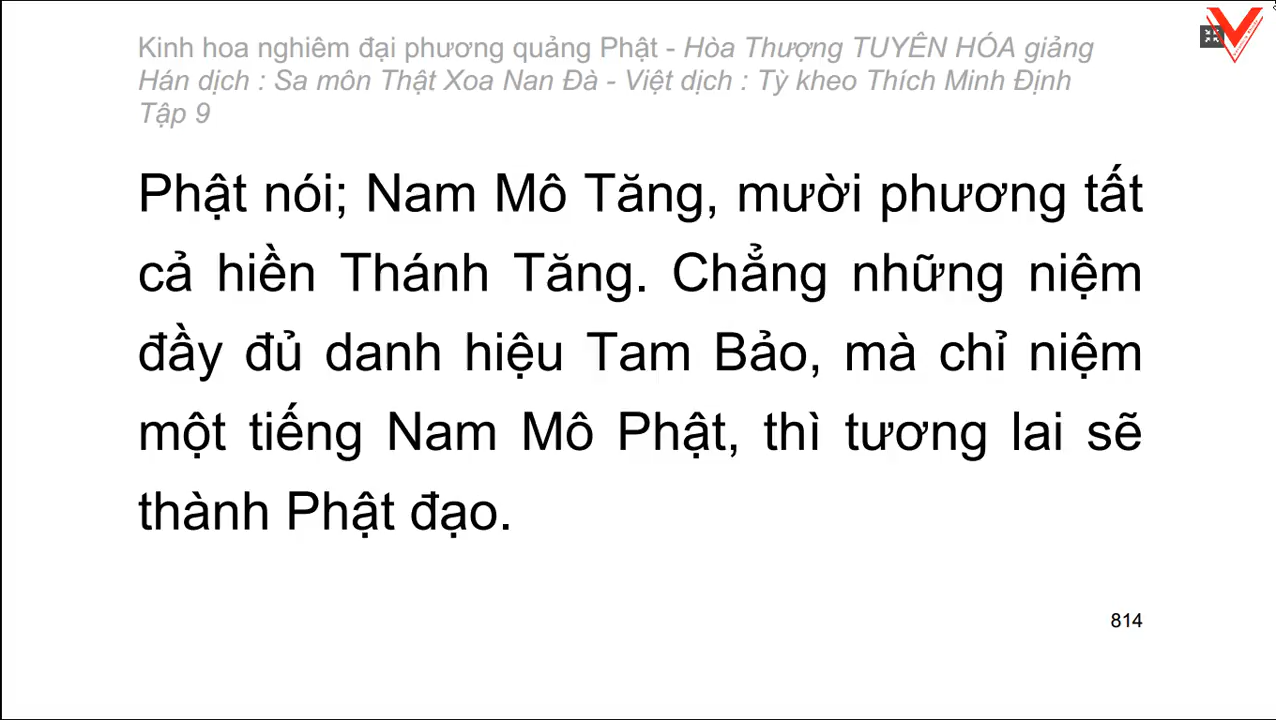 Kinh hoa nghiêm đại phương quảng Phật - Hòa Thượng TUYÊN HÓA giảng
Hán dịch : Sa môn Thật Xoa Nan Đà - Việt dịch : Tỳ kheo Thích Minh Định
Tập 9
Phật nói; Nam Mô Tăng, mười phương tất
cả hiền Thánh Tăng. Chẳng những niệm
đầy đủ danh hiệu Tam Bảo, mà chỉ niệm
một tiếng Nam Mô Phật, thì tương lai sẽ
thành Phật đạo.
814